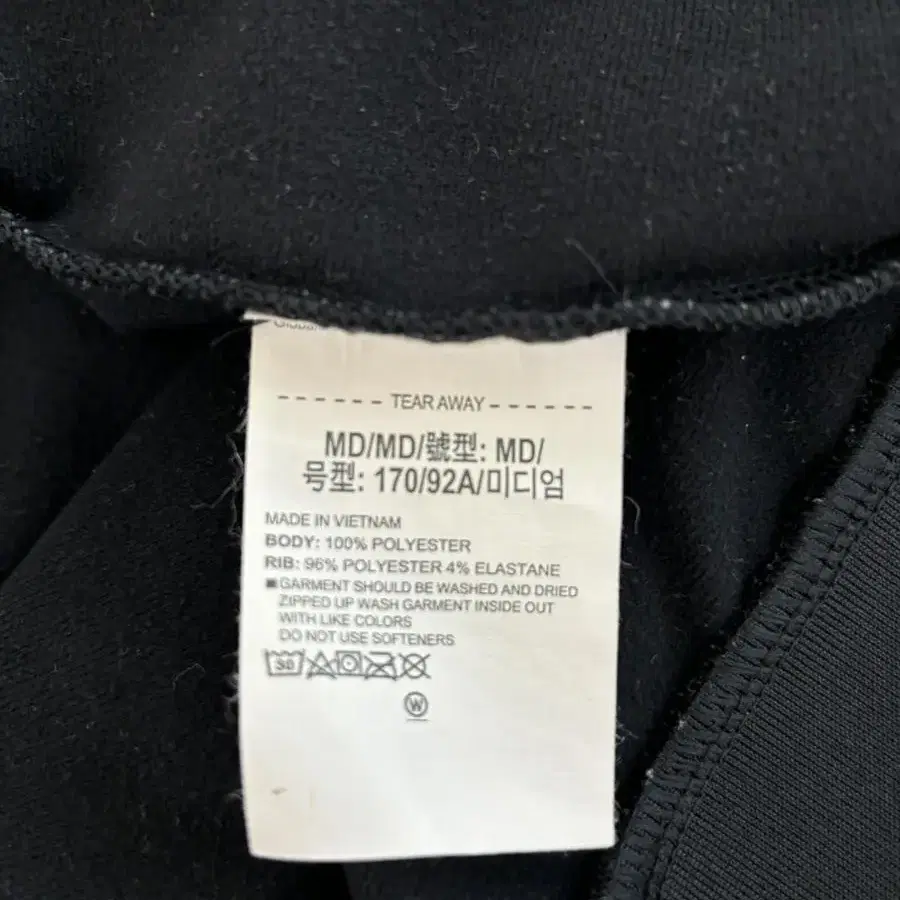 - - - - - - TEAR AWAY - - - - - -
MD/MD/號型: MD/
号型: 170/92A/미디엄
MADE IN VIETNAM
BODY: 100% POLYESTER
RIB: 96% POLYESTER 4% ELASTANE
■ GARMENT SHOULD BE WASHED AND DRIED
ZIPPED UP WASH GARMENT INSIDE OUT
WITH LIKE COLORS
DO NOT USE SOFTENERS
30
W